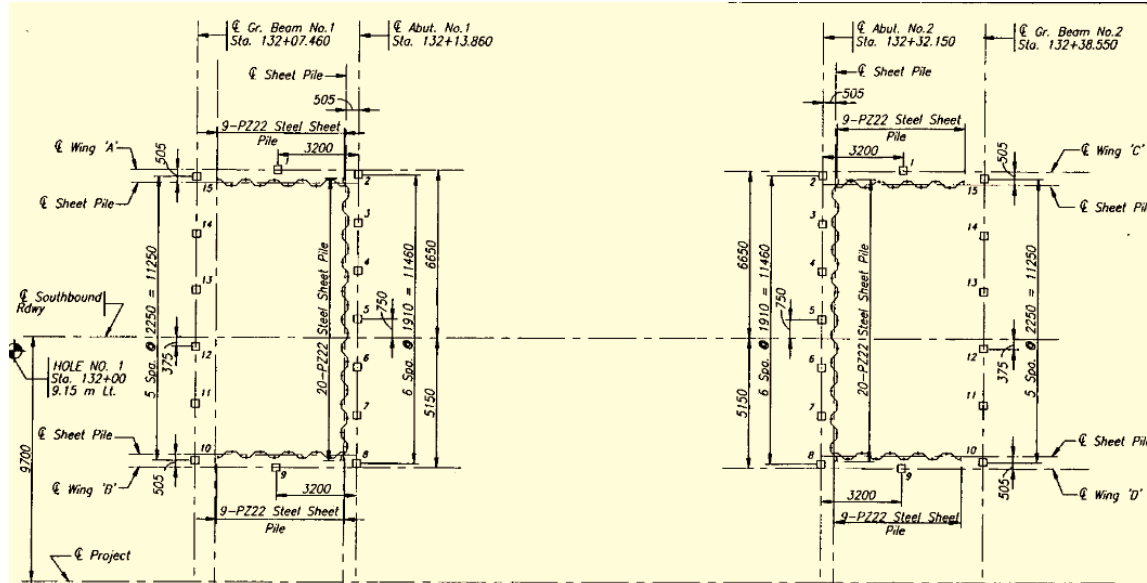 ℄ Gr. Beam No.1
Sta. 132+07.460
℄ Abut. No.1
Sta. 132+13.860
℄ Abut. No.2
Sta. 132+32.150
℄ Gr. Beam No.2
Sta. 132+38.550
℄ Sheet Pile
505
9-PZ22 Steel Sheet
Pile
3200
℄ Wing 'A'
505
℄ Sheet Pile
1
2
3
4
5
6
7
8
9
10
11
12
13
14
15
5 Spa. @ 2250 = 11250
20-PZ22 Steel Sheet Pile
6 Spa. @ 1910 = 11460
6650
750
5150
℄ Southbound
Rdwy
375
HOLE NO. 1
Sta. 132+00
9.15 m Lt.
9700
℄ Sheet Pile
505
℄ Wing 'B'
3200
9-PZ22 Steel Sheet
Pile
℄ Project
℄ Sheet Pile
505
9-PZ22 Steel Sheet
Pile
3200
505
℄ Wing 'C'
℄ Sheet Pil
1
2
3
4
5
6
7
8
9
10
11
12
13
14
15
6650
750
5150
6 Spa. @ 1910 = 11460
20-PZ22 Steel Sheet Pile
5 Spa. @ 2250 = 11250
375
℄ Sheet Pil
505
℄ Wing 'D'
3200
9-PZ22 Steel Sheet
Pile